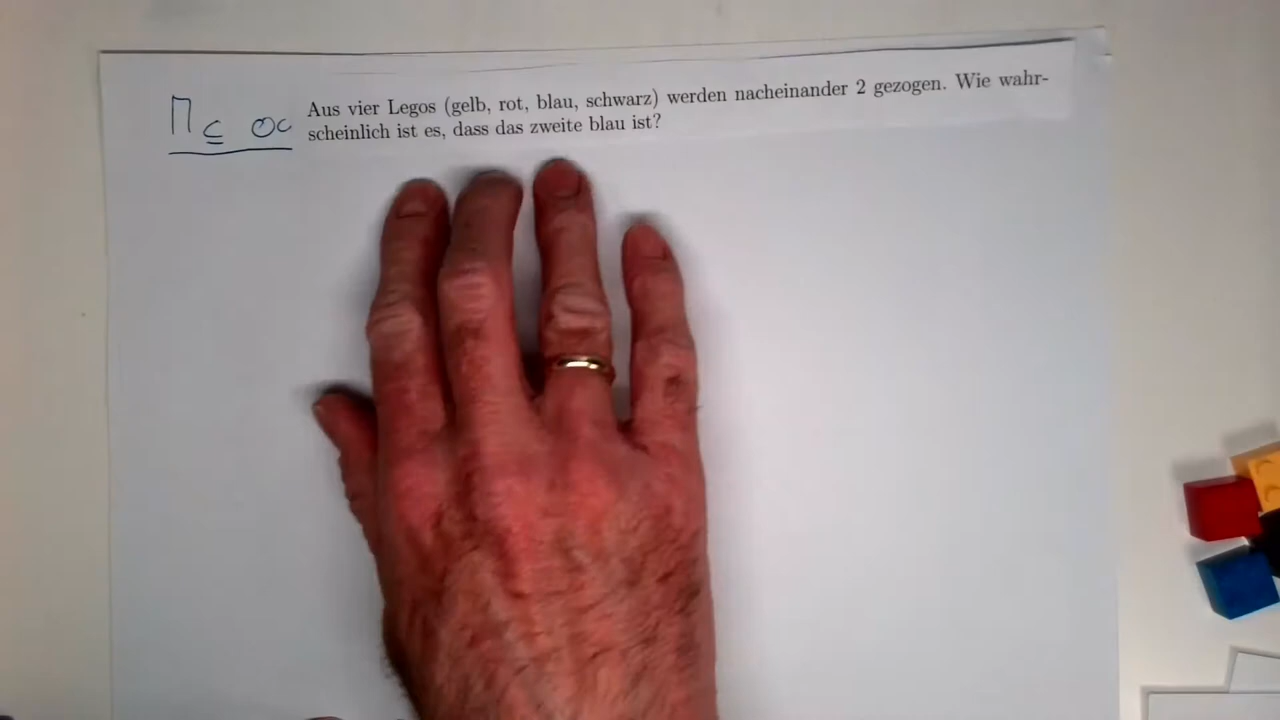 Aus vier Legos (gelb, rot, blau, schwarz) werden nacheinander 2 gezogen. Wie wahr-
scheinlich ist es, dass das zweite blau ist?